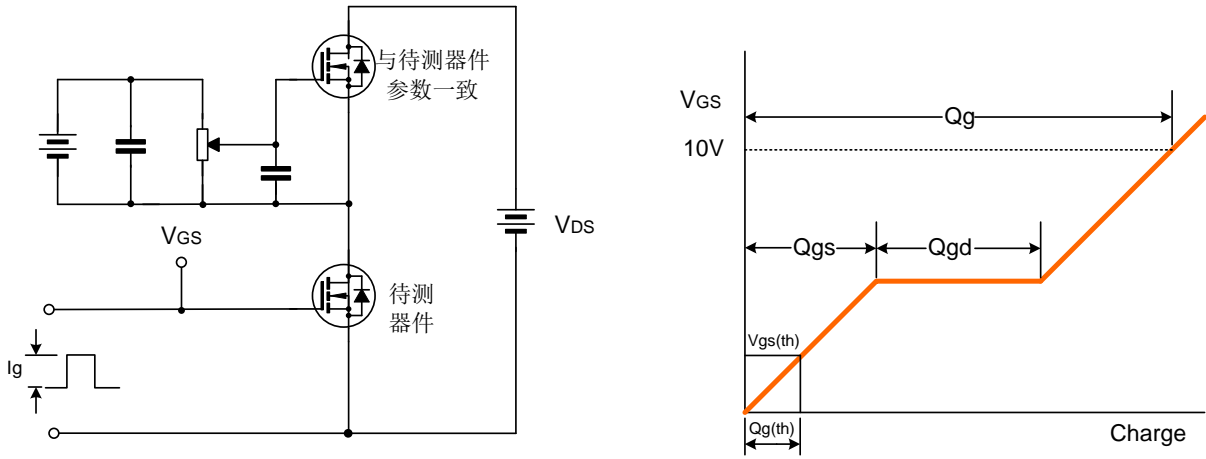 与待测器件
参数一致
VGS
VDS
待测
器件
Ig
VGS
Qg
10V
Qgs
Qgd
Vgs(th)
Qg(th)
Charge